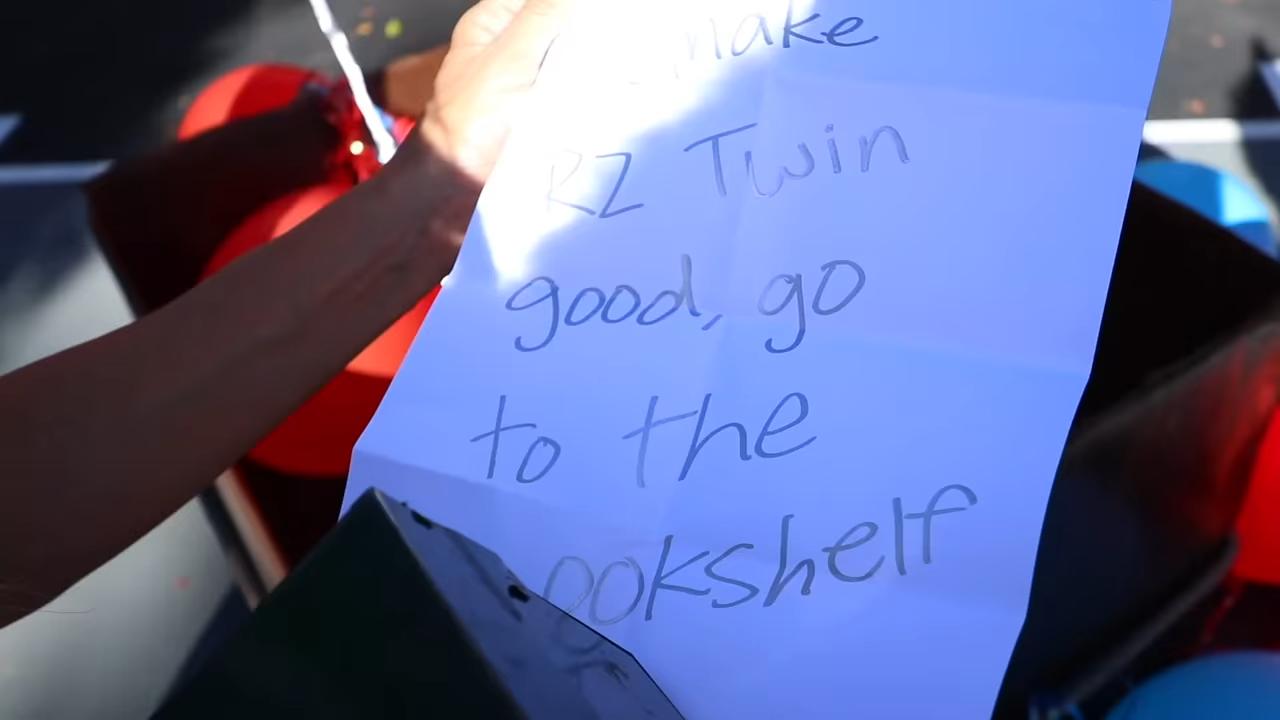 make
RZ Twin
good, go
to the
ookshelf